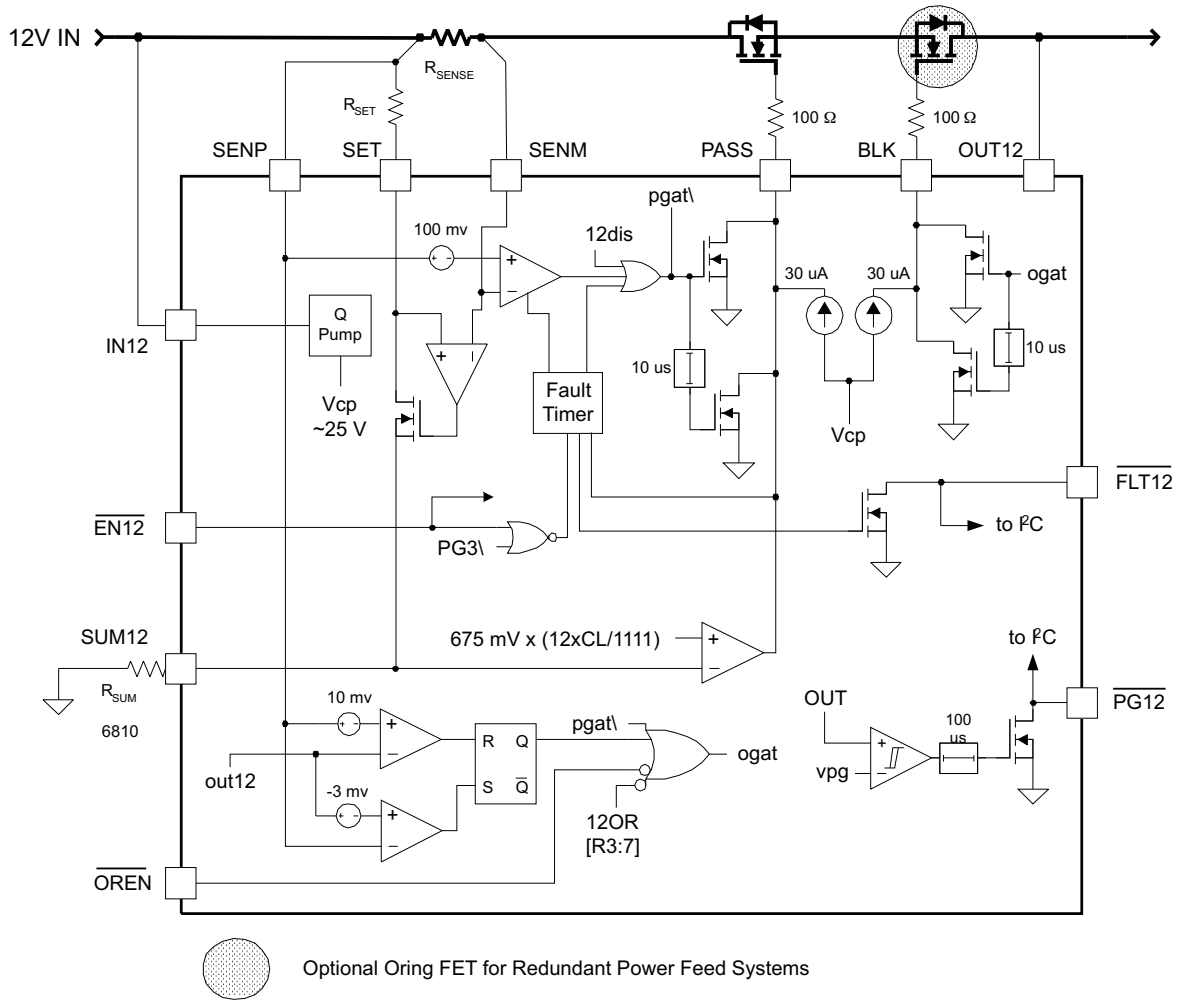 12V IN
R_SENSE
R_SET
100 Ω
100 Ω
SENP
SET
SENM
PASS
BLK
OUT12
pgat\
100 mv
12dis
+ -
+
−
30 uA
30 uA
ogat
Q
Pump
IN12
+
−
10 us
10 us
Fault
Timer
Vcp
~25 V
Vcp
FLT12
EN12
to I²C
PG3\
SUM12
675 mV x (12xCL/1111)
+
−
to I²C
R_SUM
6810
10 mv
+ -
+
−
R Q
S Q
pgat\
ogat
OUT
100
us
PG12
out12
vpg
+
−
-3 mv
+ -
+
−
12OR
[R3:7]
OREN
Optional Oring FET for Redundant Power Feed Systems